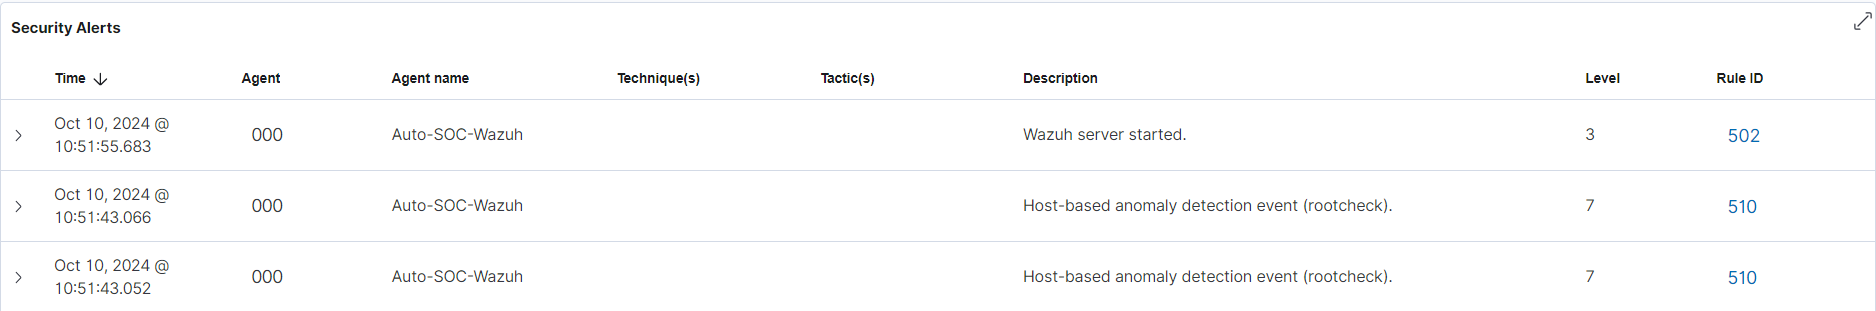 Security Alerts
Time Agent Agent name Technique(s) Tactic(s) Description Level Rule ID
Oct 10, 2024 @
10:51:55.683 000 Auto-SOC-Wazuh Wazuh server started. 3 502
Oct 10, 2024 @
10:51:43.066 000 Auto-SOC-Wazuh Host-based anomaly detection event (rootcheck). 7 510
Oct 10, 2024 @
10:51:43.052 000 Auto-SOC-Wazuh Host-based anomaly detection event (rootcheck). 7 510